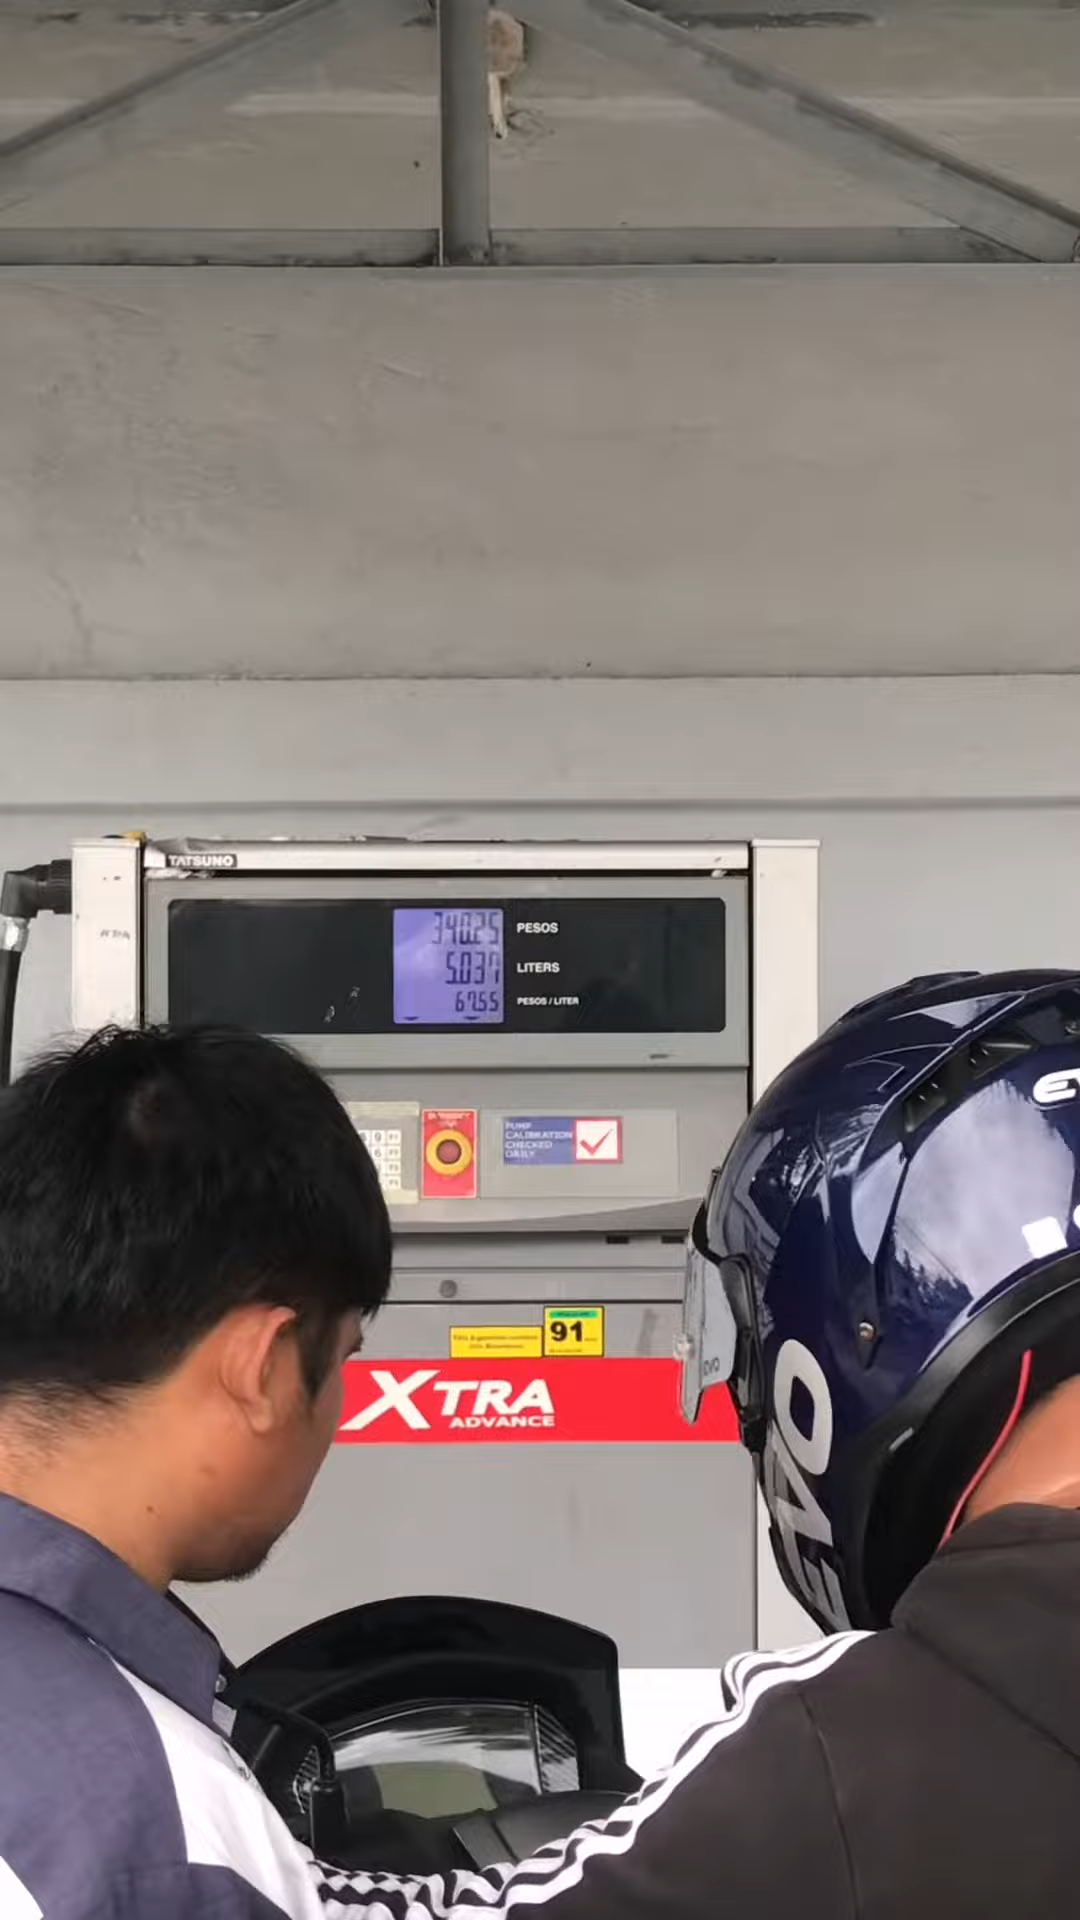 TATSUNO
340.25 PESOS
5.037 LITERS
67.55 PESOS / LITER
PUMP
CALIBRATION
CHECKED
DAILY
91
XTRA
ADVANCE
EVO
EVO